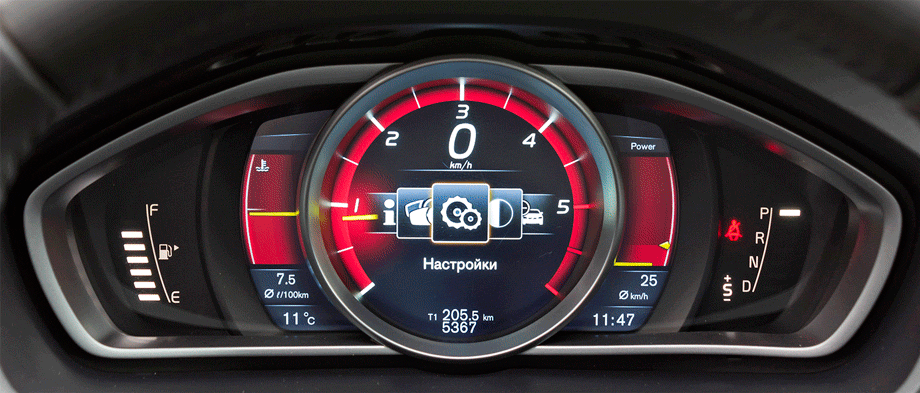 3
2
4
0
km/h
1
5
Настройки
T1 205.5 km
5367
F
E
7.5
Ø ℓ/100km
11°C
Power
25
Ø km/h
11:47
P
R
N
D
+
S
-